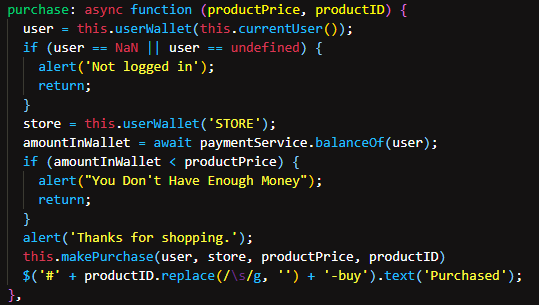 purchase: async function (productPrice, productID) {
user = this.userWallet(this.currentUser());
if (user == NaN || user == undefined) {
alert('Not logged in');
return;
}
store = this.userWallet('STORE');
amountInWallet = await paymentService.balanceOf(user);
if (amountInWallet < productPrice) {
alert("You Don't Have Enough Money");
return;
}
alert('Thanks for shopping.');
this.makePurchase(user, store, productPrice, productID)
$('#' + productID.replace(/\s/g, '') + '-buy').text('Purchased');
},